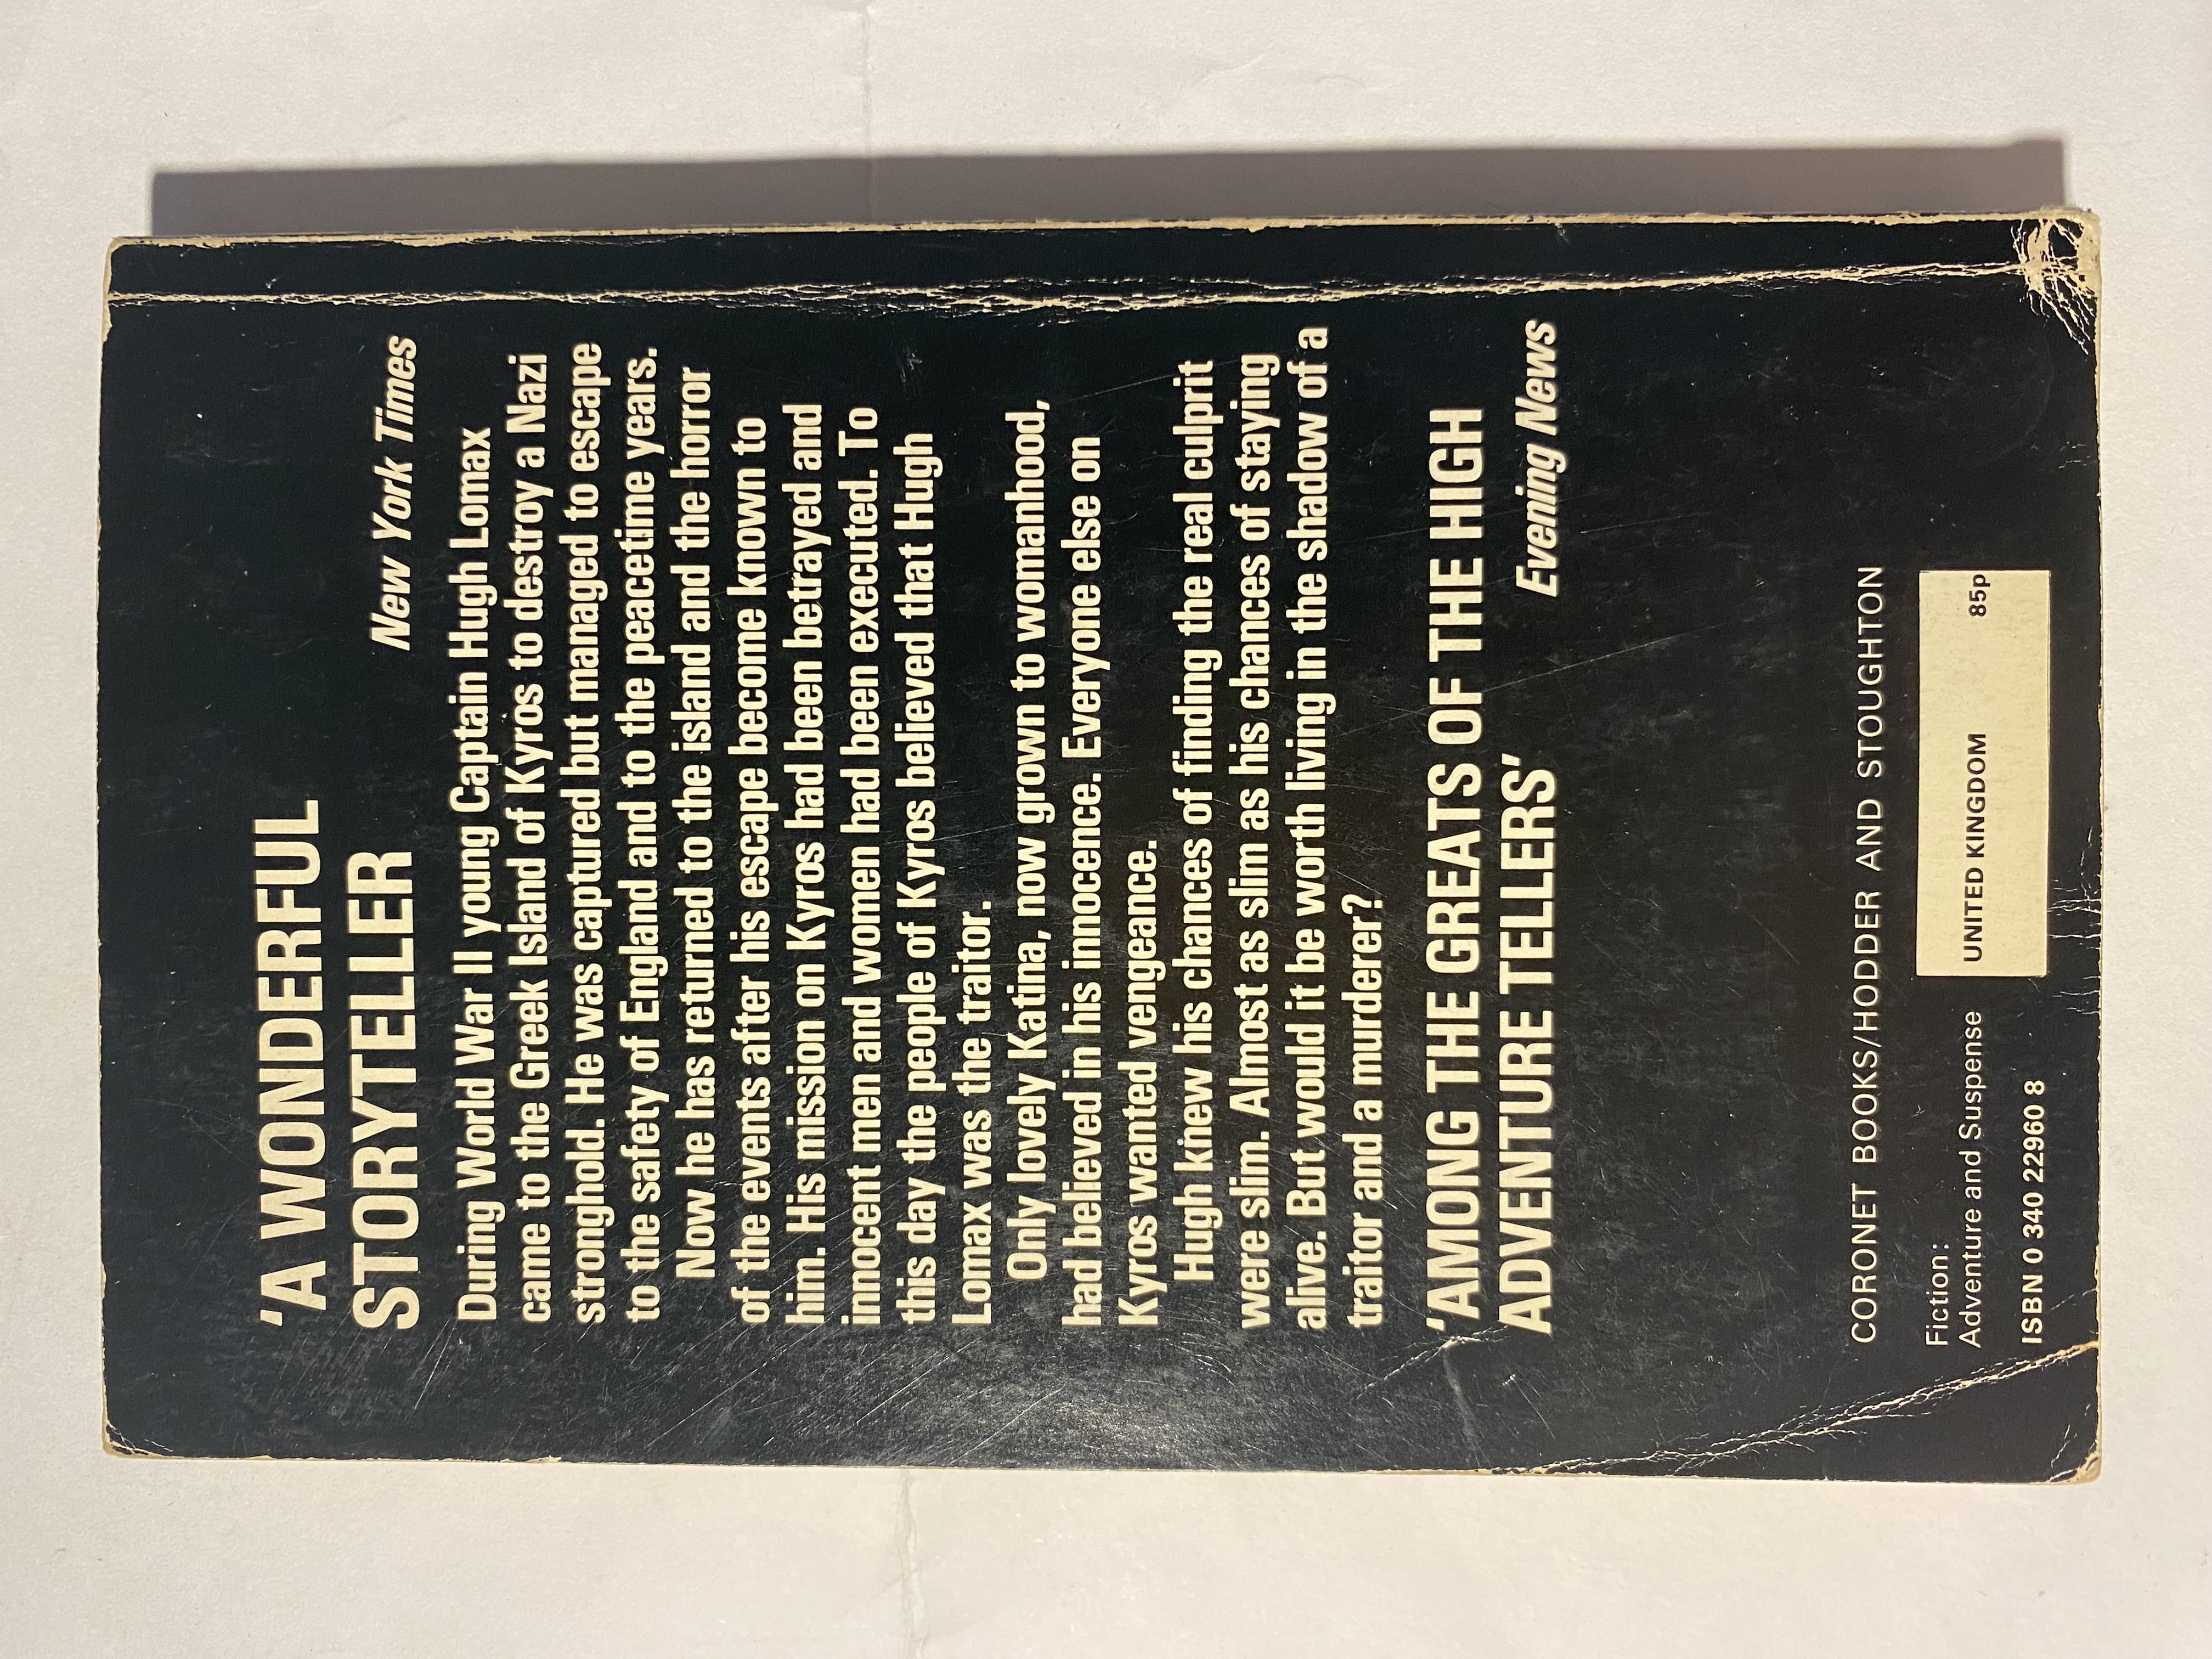 ‘A WONDERFUL
STORYTELLER
New York Times
During World War II young Captain Hugh Lomax
came to the Greek Island of Kyros to destroy a Nazi
stronghold. He was captured but managed to escape
to the safety of England and to the peacetime years.
Now he has returned to the island and the horror
of the events after his escape become known to
him. His mission on Kyros had been betrayed and
innocent men and women had been executed. To
this day the people of Kyros believed that Hugh
Lomax was the traitor.
Only lovely Katina, now grown to womanhood,
had believed in his innocence. Everyone else on
Kyros wanted vengeance.
Hugh knew his chances of finding the real culprit
were slim. Almost as slim as his chances of staying
alive. But would it be worth living in the shadow of a
traitor and a murderer?
‘AMONG THE GREATS OF THE HIGH
ADVENTURE TELLERS’
Evening News
CORONET BOOKS/HODDER AND STOUGHTON
Fiction:
Adventure and Suspense
UNITED KINGDOM 85p
ISBN 0 340 22960 8